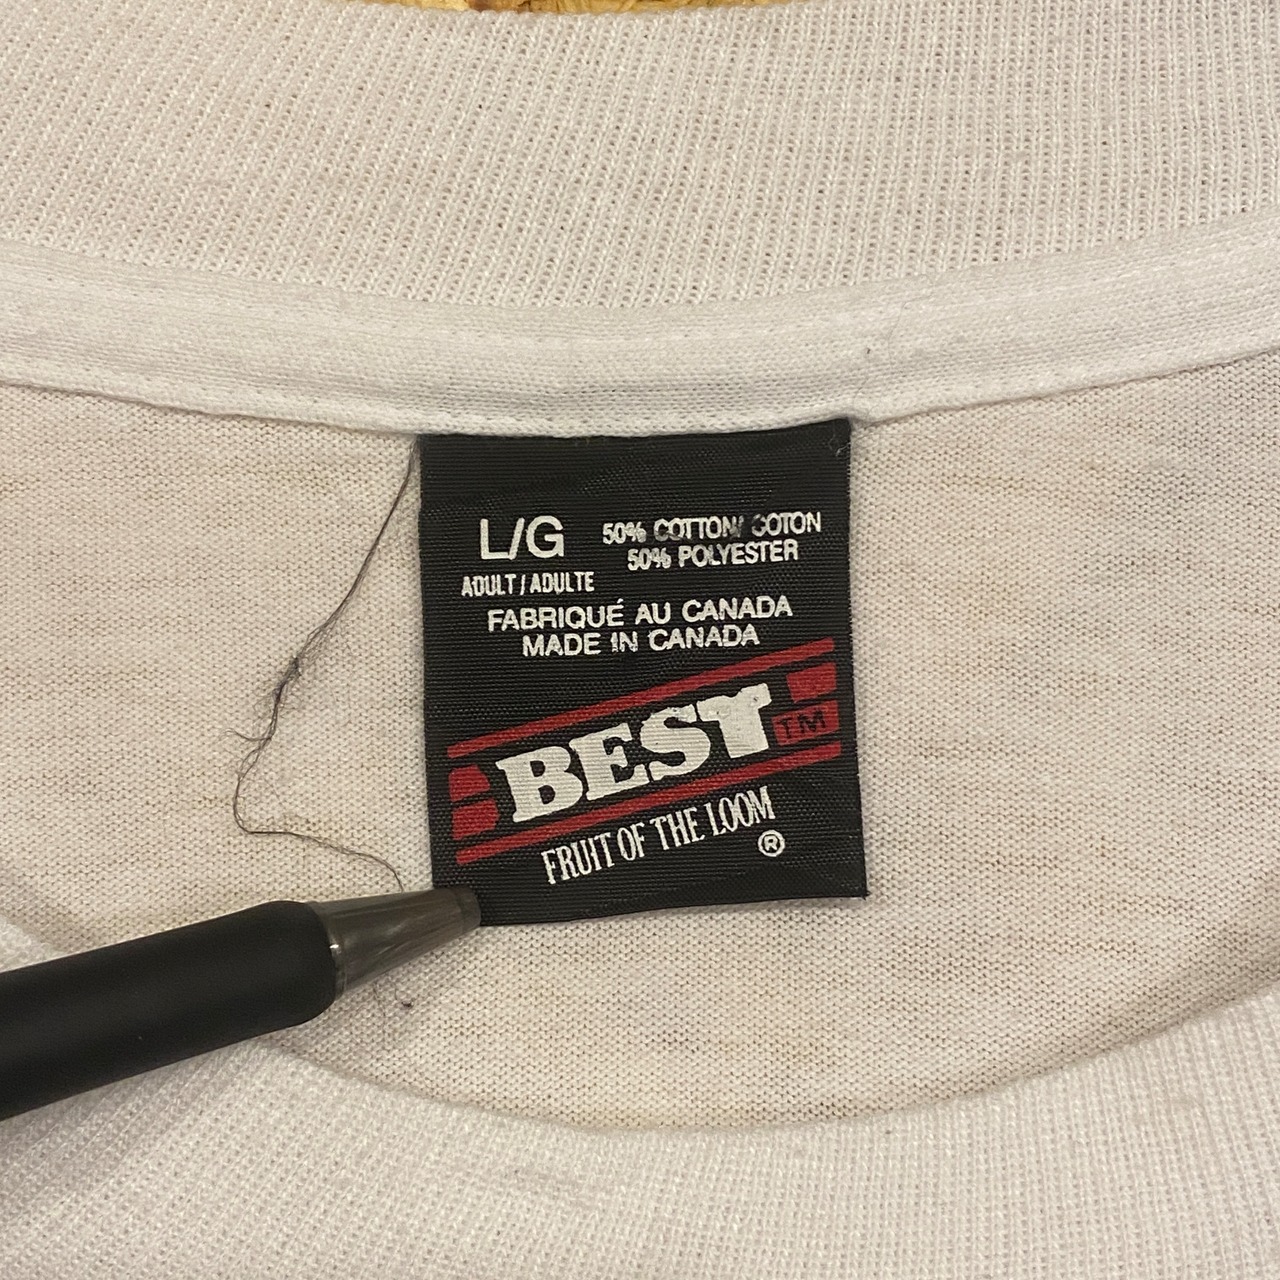 L/G
ADULT / ADULTE
50% COTTON/ COTON
50% POLYESTER
FABRIQUÉ AU CANADA
MADE IN CANADA
BEST TM
FRUIT OF THE LOOM
®